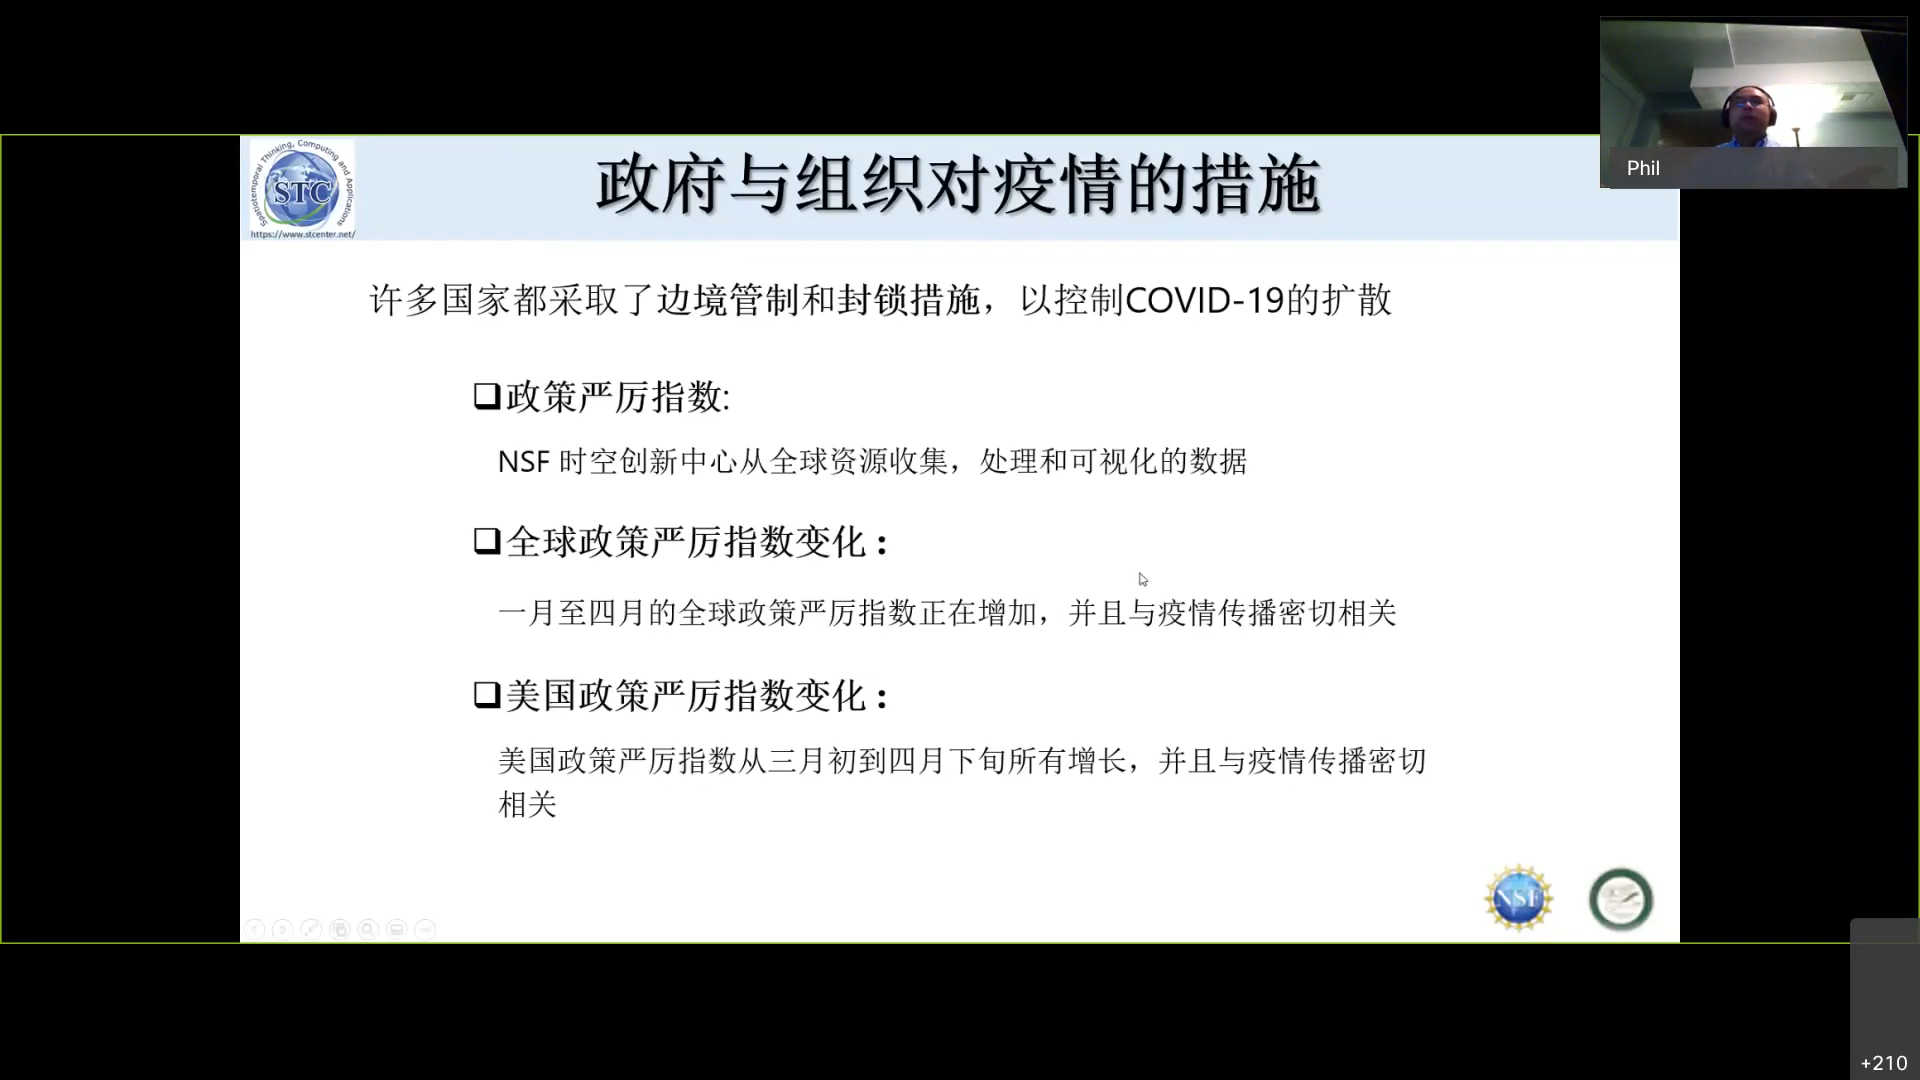 Phil
Spatiotemporal Thinking, Computing and Applications
STC
https://www.stcenter.net/
政府与组织对疫情的措施
许多国家都采取了边境管制和封锁措施，以控制COVID-19的扩散
政策严厉指数:
NSF 时空创新中心从全球资源收集，处理和可视化的数据
全球政策严厉指数变化：
一月至四月的全球政策严厉指数正在增加，并且与疫情传播密切相关
美国政策严厉指数变化：
美国政策严厉指数从三月初到四月下旬所有增长，并且与疫情传播密切
相关
NSF
+210